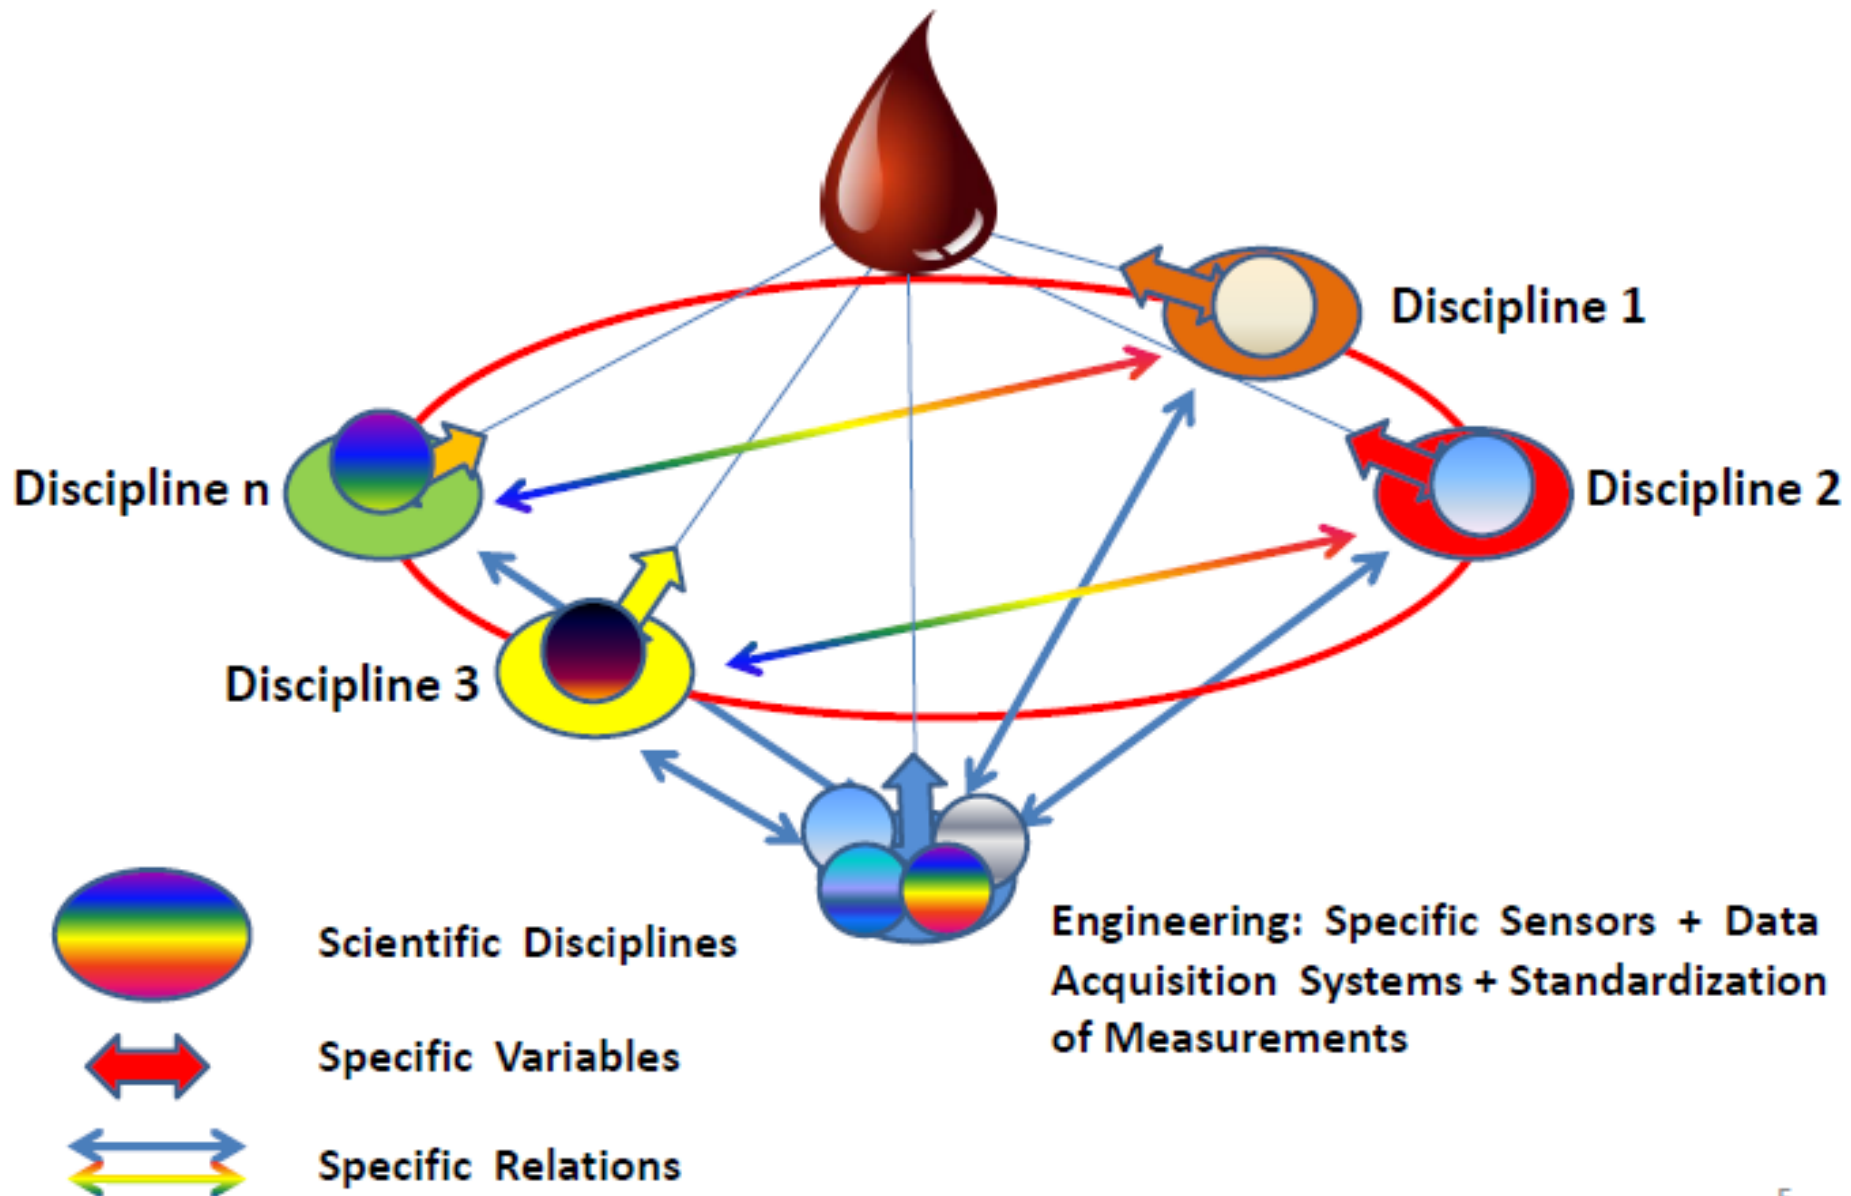 Discipline 1
Discipline n
Discipline 2
Discipline 3
Engineering: Specific Sensors + Data
Acquisition Systems + Standardization
of Measurements
Scientific Disciplines
Specific Variables
Specific Relations